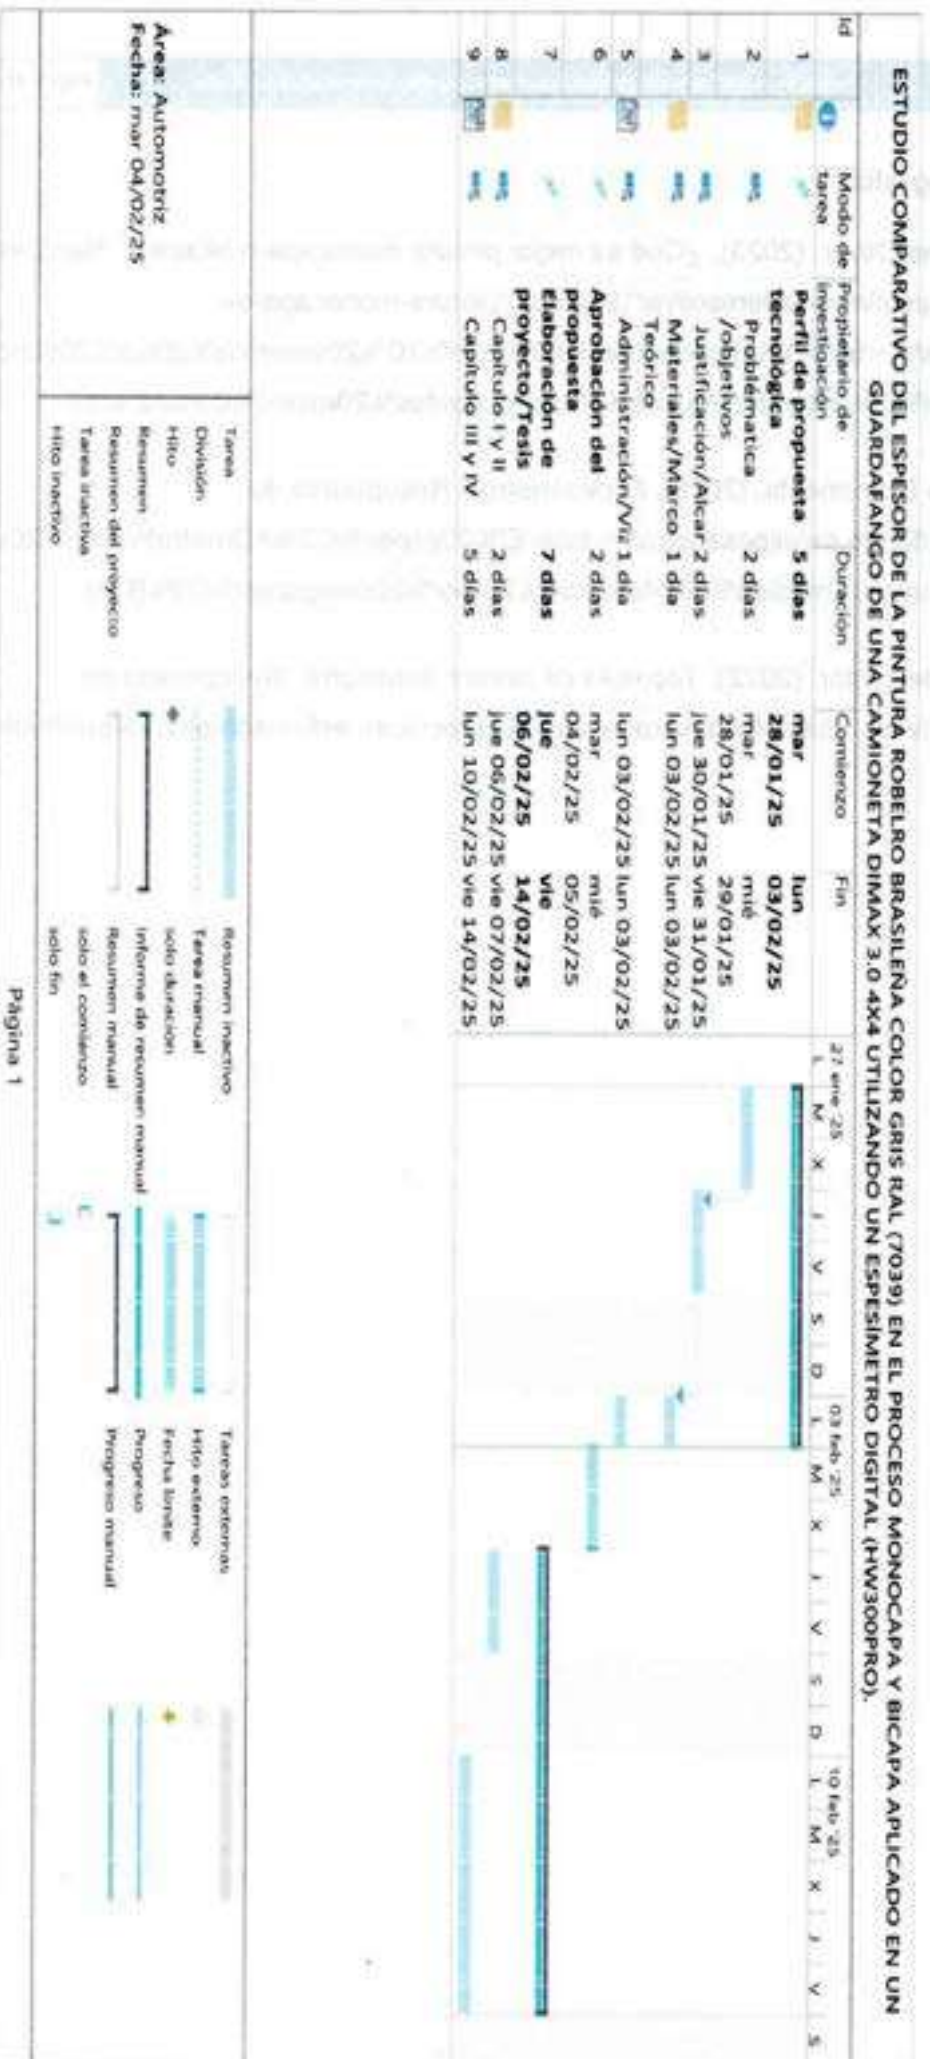 ESTUDIO COMPARATIVO DEL ESPESOR DE LA PINTURA ROBELRO BRASILEÑA COLOR GRIS RAL (7039) EN EL PROCESO MONOCAPA Y BICAPA APLICADO EN UN
GUARDAFANGO DE UNA CAMIONETA DIMAX 3.0 4X4 UTILIZANDO UN ESPESÍMETRO DIGITAL (HW300PRO).
Id Modo de tarea Propietario de investigación Duración Comienzo Fin
27 ene '25 03 feb '25 10 feb '25
L M X J V S D L M X J V S D L M X J V S
1 Perfil de propuesta tecnológica 5 días mar 28/01/25 lun 03/02/25
2 Problématica /objetivos 2 días mar 28/01/25 mié 29/01/25
3 Justificación/Alcan 2 días jue 30/01/25 vie 31/01/25
4 Materiales/Marco Teórico 1 día lun 03/02/25 lun 03/02/25
5 Administración/Viz 1 día lun 03/02/25 lun 03/02/25
6 Aprobación del propuesta 2 días mar 04/02/25 mié 05/02/25
7 Elaboración de proyecto/Tesis 7 días jue 06/02/25 vie 14/02/25
8 Capítulo I y II 2 días jue 06/02/25 vie 07/02/25
9 Capítulo III y IV 5 días lun 10/02/25 vie 14/02/25
Área: Automotriz
Fecha: mar 04/02/25
Tarea Resumen inactivo Tareas externas
División Tarea manual Hito externo
Hito solo duración Fecha límite
Resumen Informe de resumen manual Progreso
Resumen del proyecto Resumen manual Progreso manual
Tarea inactiva solo el comienzo
Hito inactivo solo fin
Página 1